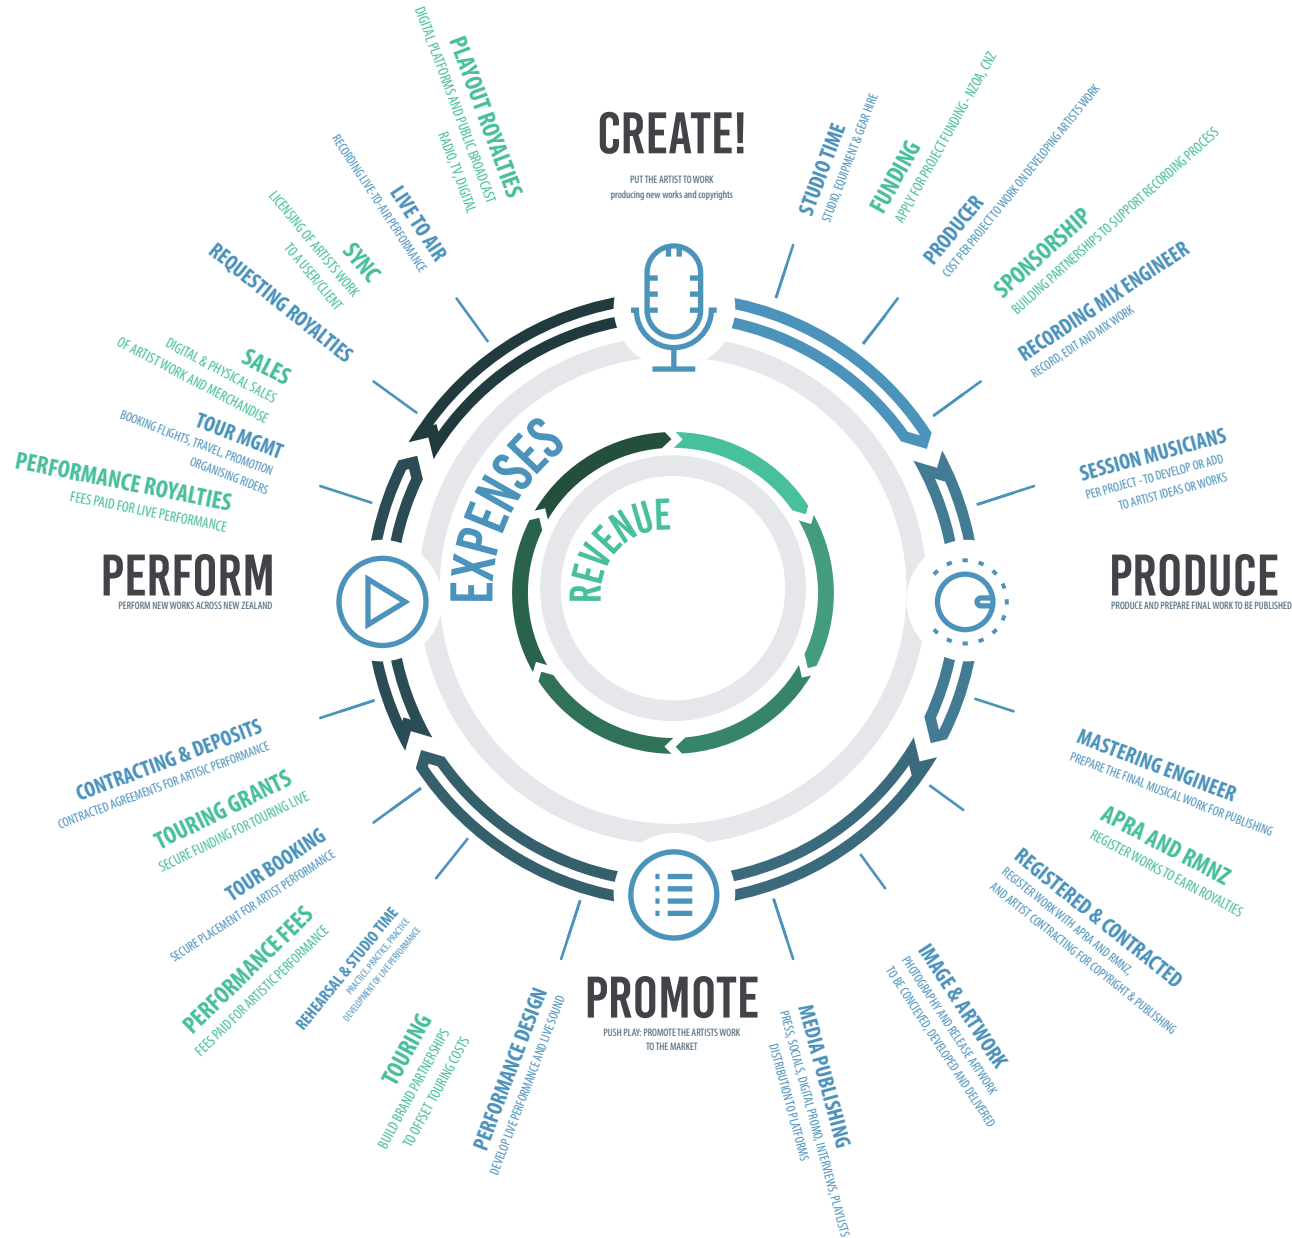 CREATE!
PUT THE ARTIST TO WORK
producing new works and copyrights
STUDIO TIME
STUDIO, EQUIPMENT & GEAR HIRE
FUNDING
APPLY FOR PROJECT FUNDING - NZOA, CNZ
PRODUCER
COST PER PROJECT TO WORK ON DEVELOPING ARTISTS WORK
SPONSORSHIP
BUILDING PARTNERSHIPS TO SUPPORT RECORDING PROCESS
RECORDING MIX ENGINEER
RECORD, EDIT AND MIX WORK
SESSION MUSICIANS
PER PROJECT - TO DEVELOP OR ADD
TO ARTIST IDEAS OR WORKS
PRODUCE
PRODUCE AND PREPARE FINAL WORK TO BE PUBLISHED
MASTERING ENGINEER
PREPARE THE FINAL MUSICAL WORK FOR PUBLISHING
APRA AND RMNZ
REGISTER WORKS TO EARN ROYALTIES
REGISTERED & CONTRACTED
REGISTER WORK WITH APRA AND RMNZ,
AND ARTIST CONTRACTING FOR COPYRIGHT & PUBLISHING
IMAGE & ARTWORK
PHOTOGRAPHY AND RELEASE ARTWORK
TO BE CONCIEVED, DEVELOPED AND DELIVERED
MEDIA PUBLISHING
PRESS, SOCIALS, DIGITAL PROMO, INTERVIEWS, PLAYLISTS
DISTRIBUTION TO PLATFORMS
PROMOTE
PUSH PLAY: PROMOTE THE ARTISTS WORK
TO THE MARKET
PERFORMANCE DESIGN
DEVELOP LIVE PERFORMANCE AND LIVE SOUND
TOURING
BUILD BRAND PARTNERSHIPS
TO OFFSET TOURING COSTS
REHEARSAL & STUDIO TIME
PRACTICE, PRACTICE, PRACTICE
DEVELOPMENT OF LIVE PERFORMANCE
PERFORMANCE FEES
FEES PAID FOR ARTISTIC PERFORMANCE
TOUR BOOKING
SECURE PLACEMENT FOR ARTIST PERFORMANCE
TOURING GRANTS
SECURE FUNDING FOR TOURING LIVE
CONTRACTING & DEPOSITS
CONTRACTED AGREEMENTS FOR ARTISIC PERFORMANCE
PERFORM
PERFORM NEW WORKS ACROSS NEW ZEALAND
PERFORMANCE ROYALTIES
FEES PAID FOR LIVE PERFORMANCE
TOUR MGMT
BOOKING FLIGHTS, TRAVEL, PROMOTION
ORGANISING RIDERS
SALES
DIGITAL & PHYSICAL SALES
OF ARTIST WORK AND MERCHANDISE
REQUESTING ROYALTIES
SYNC
LICENSING OF ARTISTS WORK
TO A USER/CLIENT
LIVE TO AIR
RECORDING LIVE-TO-AIR PERFORMANCE
PLAYOUT ROYALTIES
DIGITAL PLATFORMS AND PUBLIC BROADCAST
RADIO, TV, DIGITAL
EXPENSES
REVENUE